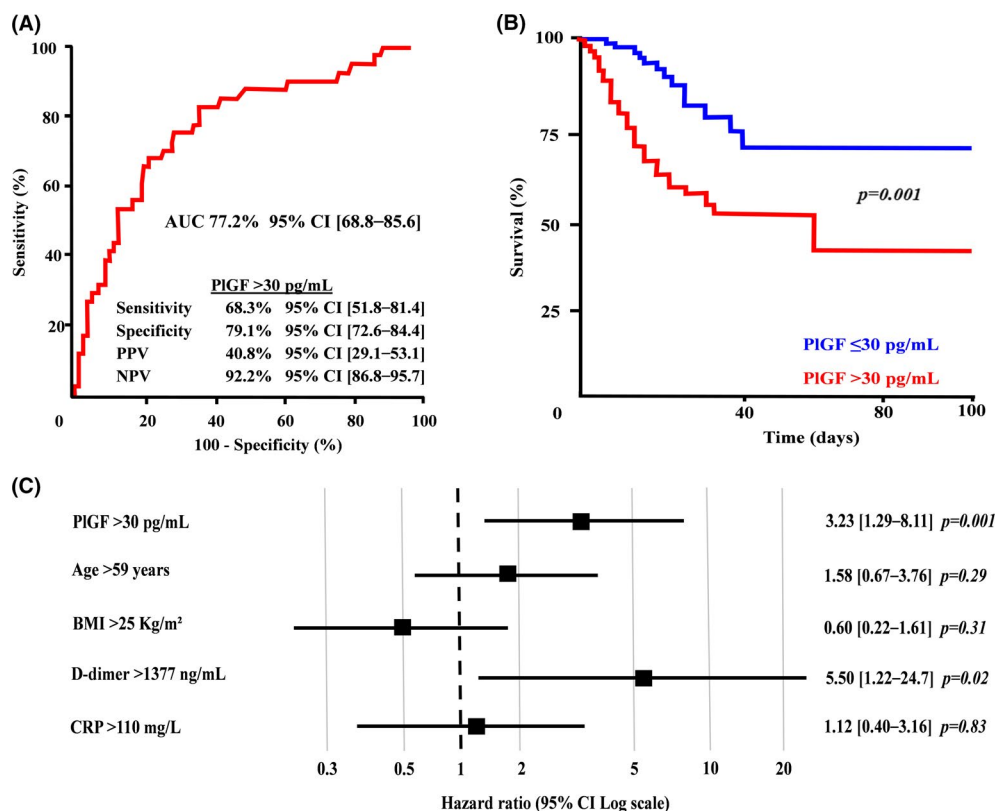 (A)
100
80
60
40
20
0
20
40
60
80
100
Sensitivity (%)
100 - Specificity (%)
AUC 77.2% 95% CI [68.8–85.6]
PlGF >30 pg/mL
Sensitivity 68.3% 95% CI [51.8–81.4]
Specificity 79.1% 95% CI [72.6–84.4]
PPV 40.8% 95% CI [29.1–53.1]
NPV 92.2% 95% CI [86.8–95.7]
(B)
100
75
50
25
0
40
80
100
Survival (%)
Time (days)
p=0.001
PlGF ≤30 pg/mL
PlGF >30 pg/mL
(C)
PlGF >30 pg/mL 3.23 [1.29–8.11] p=0.001
Age >59 years 1.58 [0.67–3.76] p=0.29
BMI >25 Kg/m² 0.60 [0.22–1.61] p=0.31
D-dimer >1377 ng/mL 5.50 [1.22–24.7] p=0.02
CRP >110 mg/L 1.12 [0.40–3.16] p=0.83
0.3 0.5 1 2 5 10 20
Hazard ratio (95% CI Log scale)